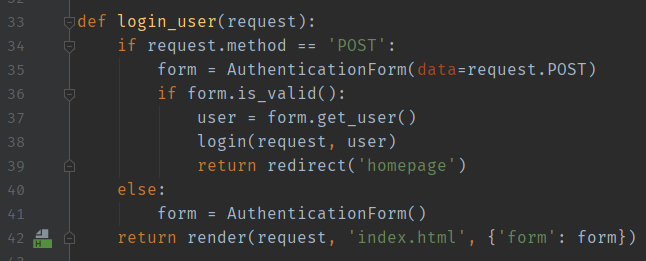 33 def login_user(request):
34     if request.method == 'POST':
35         form = AuthenticationForm(data=request.POST)
36         if form.is_valid():
37             user = form.get_user()
38             login(request, user)
39             return redirect('homepage')
40     else:
41         form = AuthenticationForm()
42 H     return render(request, 'index.html', {'form': form})